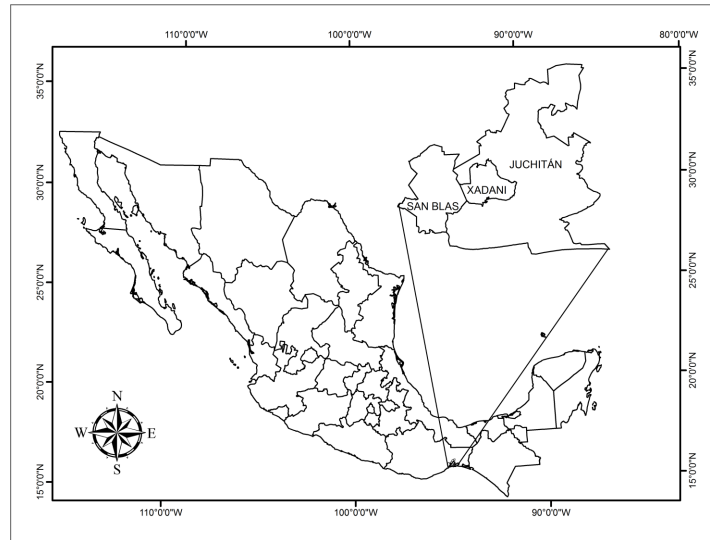 110°0'0"W 100°0'0"W 90°0'0"W 80°0'0"W
35°0'0"N 35°0'0"N
JUCHITÁN
30°0'0"N XADANI 30°0'0"N
SAN BLAS
25°0'0"N 25°0'0"N
20°0'0"N 20°0'0"N
N
W E
S
15°0'0"N 15°0'0"N
110°0'0"W 100°0'0"W 90°0'0"W